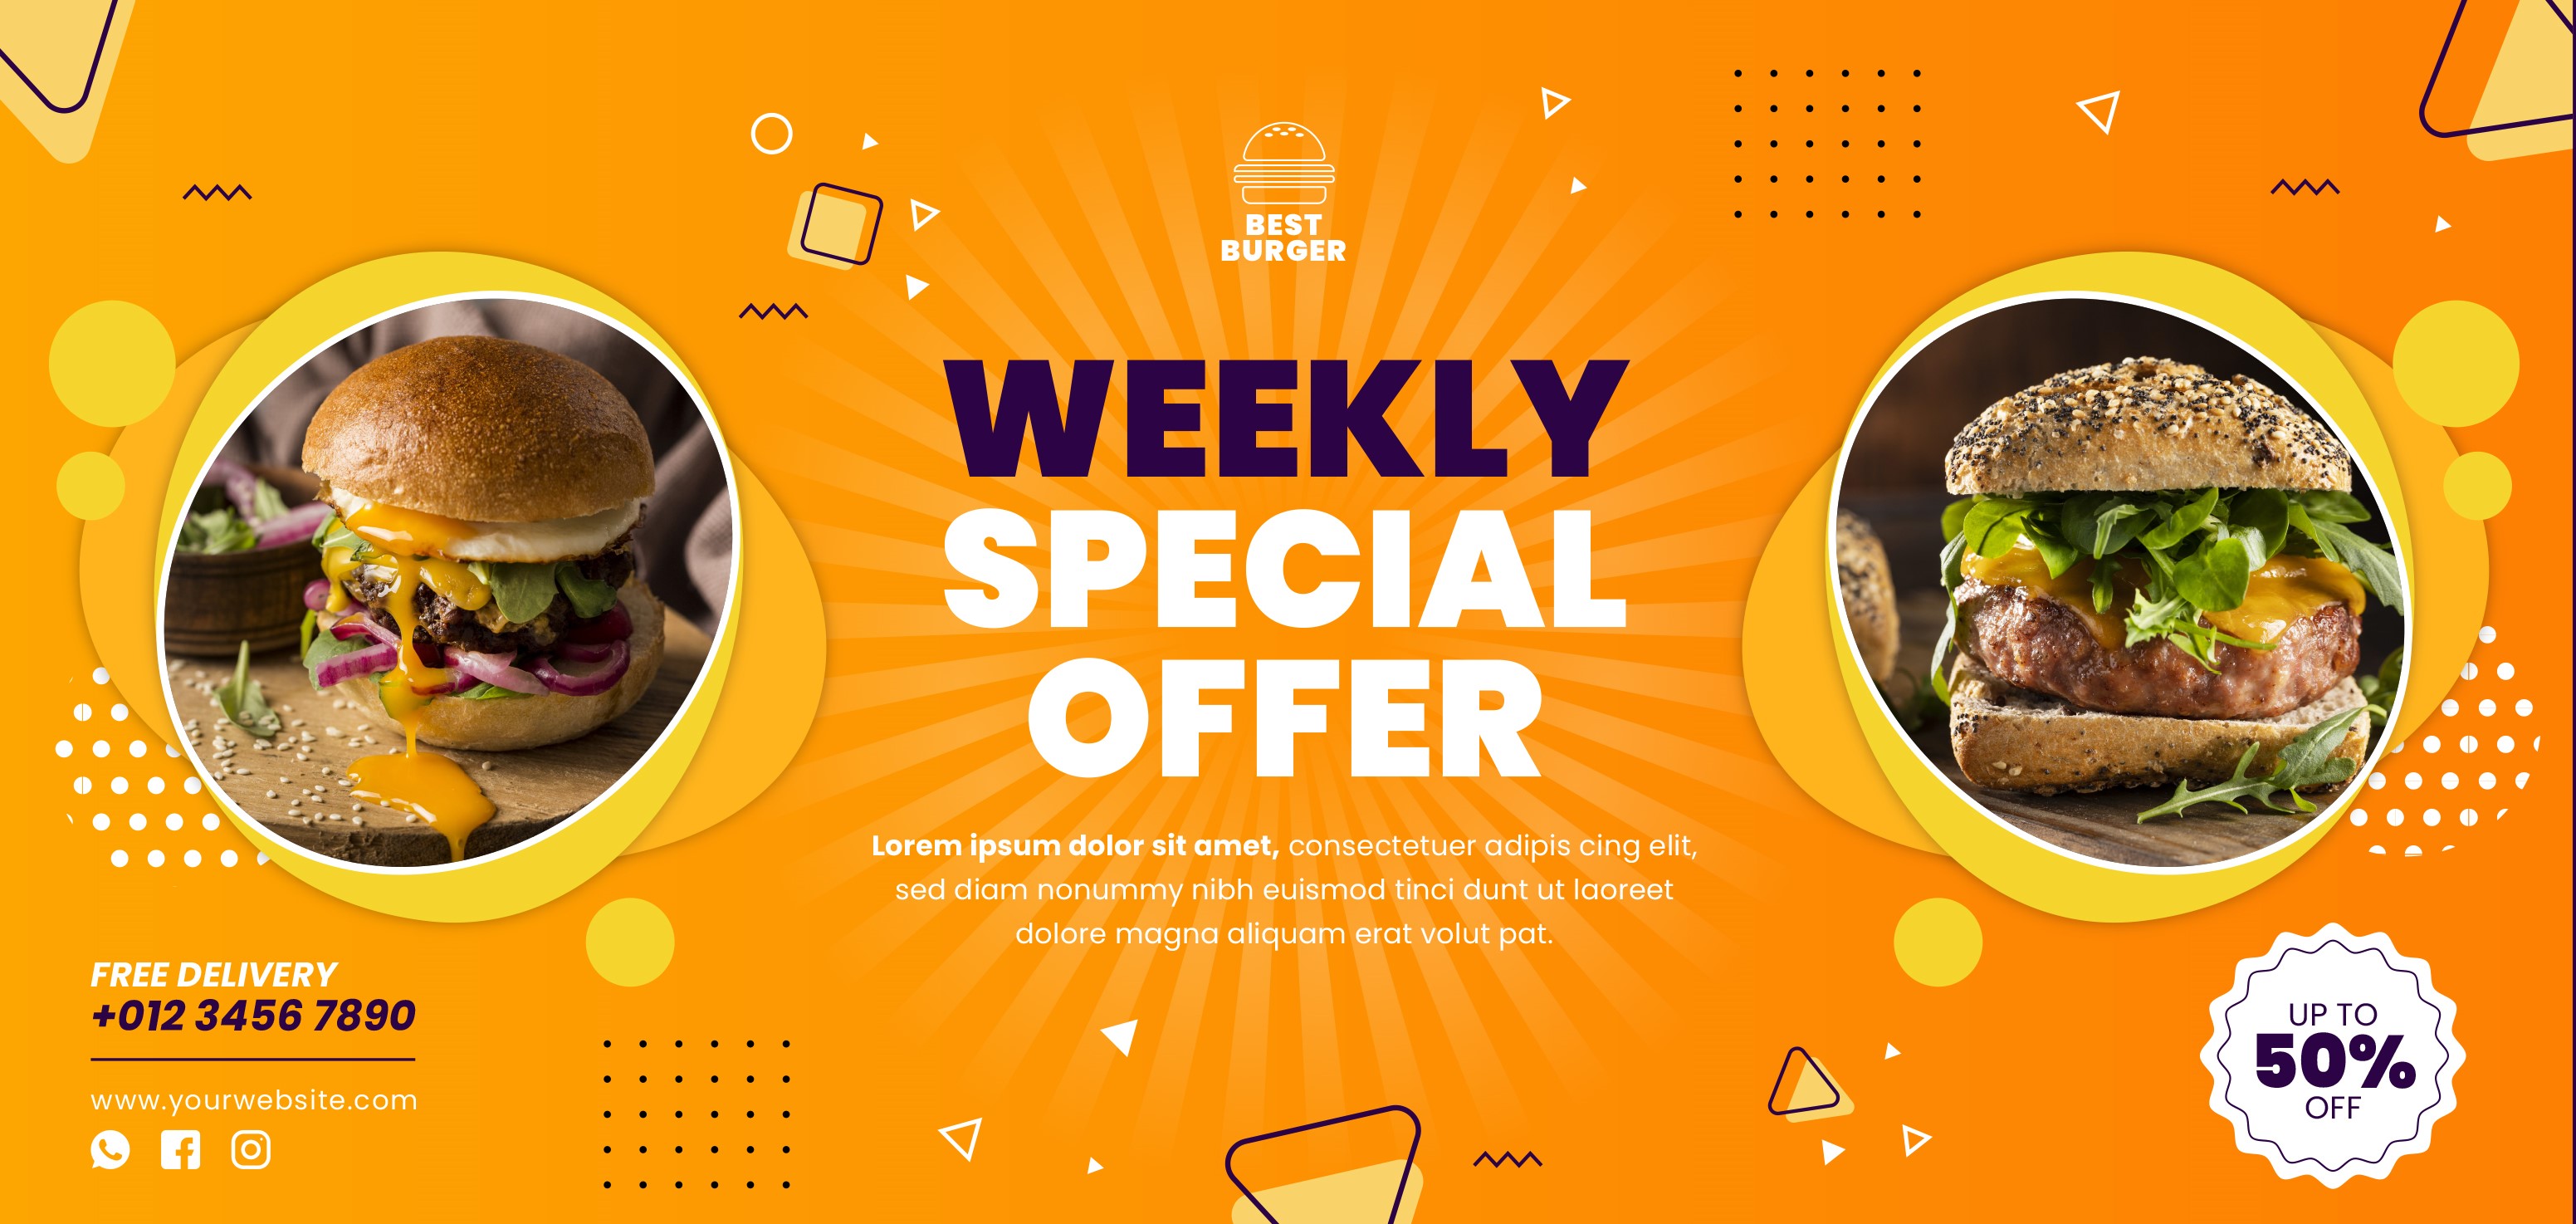 BEST
BURGER
WEEKLY
SPECIAL
OFFER
Lorem ipsum dolor sit amet, consectetuer adipis cing elit,
sed diam nonummy nibh euismod tinci dunt ut laoreet
dolore magna aliquam erat volut pat.
FREE DELIVERY
+012 3456 7890
www.yourwebsite.com
UP TO
50%
OFF